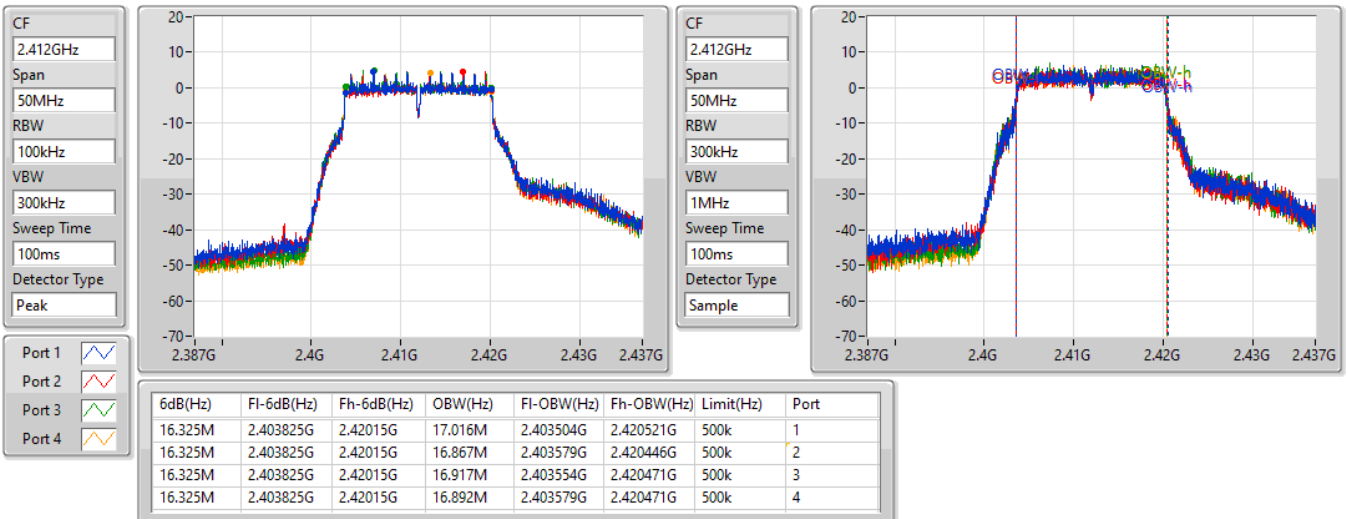 CF
2.412GHz
Span
50MHz
RBW
100kHz
VBW
300kHz
Sweep Time
100ms
Detector Type
Peak
20
10
0
-10
-20
-30
-40
-50
-60
-70
2.387G 2.4G 2.41G 2.42G 2.43G 2.437G
CF
2.412GHz
Span
50MHz
RBW
300kHz
VBW
1MHz
Sweep Time
100ms
Detector Type
Sample
20
10
0
-10
-20
-30
-40
-50
-60
-70
OBW-h
OBW-h
2.387G 2.4G 2.41G 2.42G 2.43G 2.437G
Port 1
Port 2
Port 3
Port 4
6dB(Hz) Fl-6dB(Hz) Fh-6dB(Hz) OBW(Hz) Fl-OBW(Hz) Fh-OBW(Hz) Limit(Hz) Port
16.325M 2.403825G 2.42015G 17.016M 2.403504G 2.420521G 500k 1
16.325M 2.403825G 2.42015G 16.867M 2.403579G 2.420446G 500k 2
16.325M 2.403825G 2.42015G 16.917M 2.403554G 2.420471G 500k 3
16.325M 2.403825G 2.42015G 16.892M 2.403579G 2.420471G 500k 4